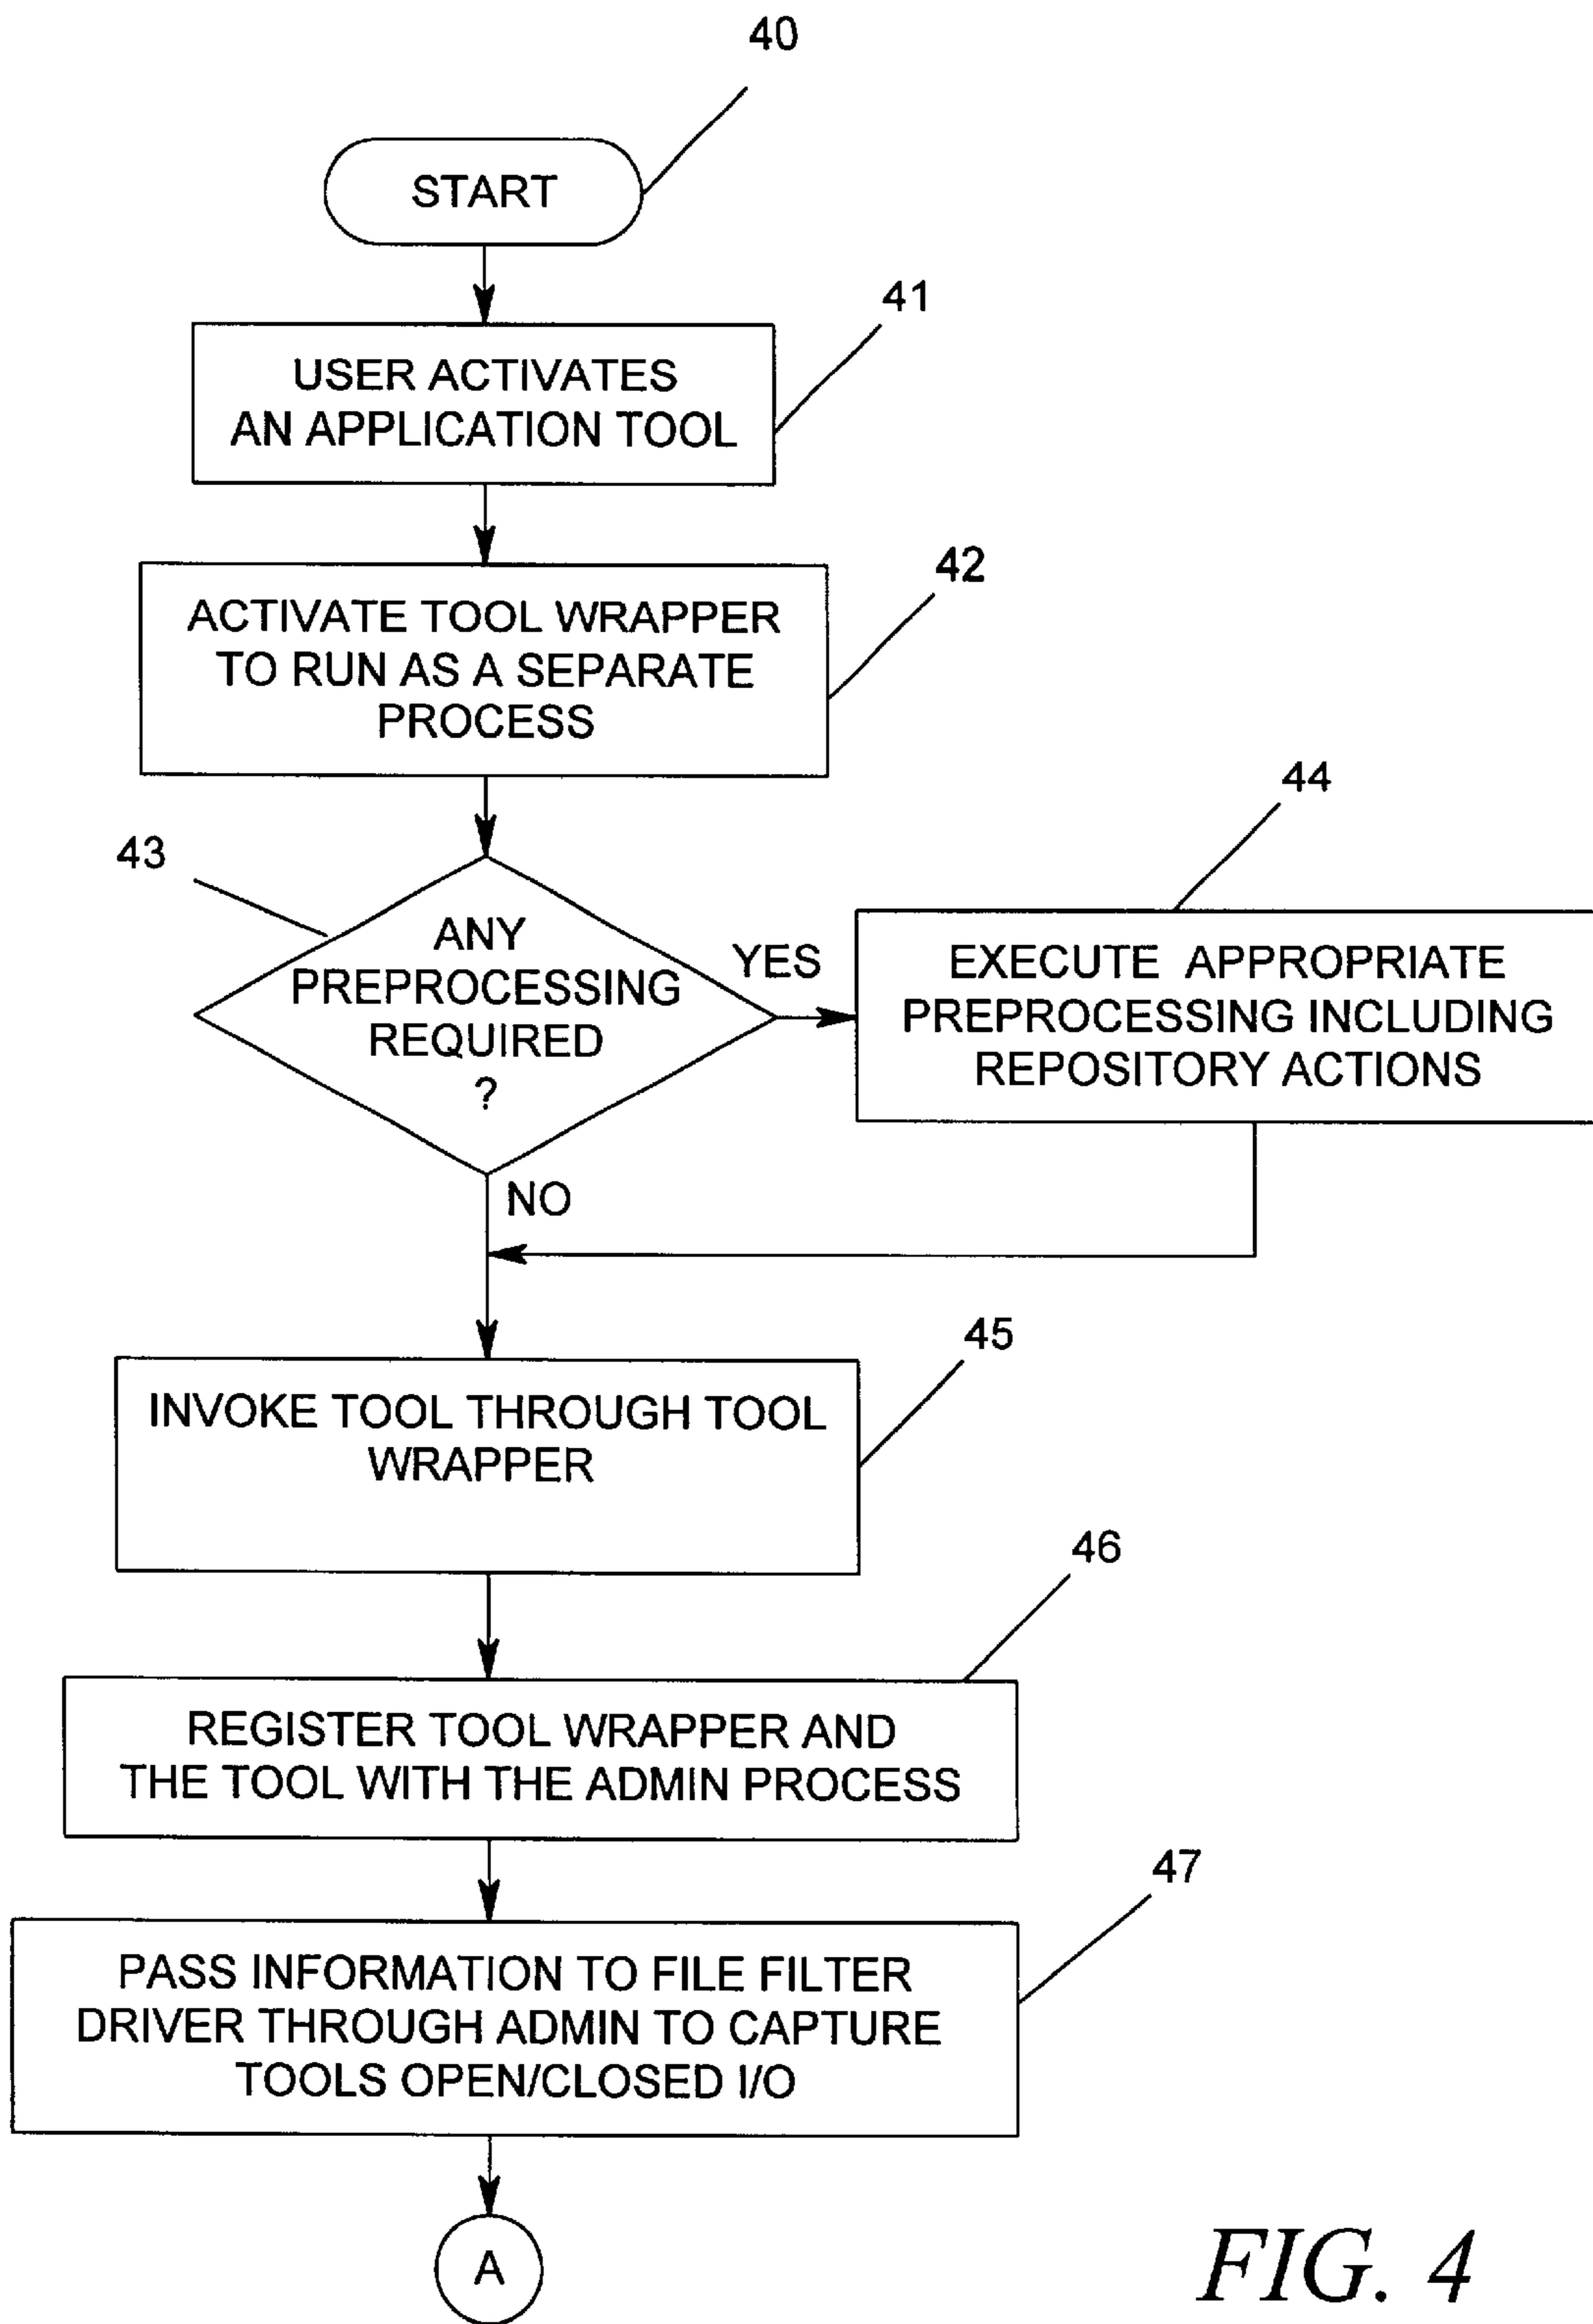 40
START
41
USER ACTIVATES
AN APPLICATION TOOL
42
ACTIVATE TOOL WRAPPER
TO RUN AS A SEPARATE
PROCESS
43
ANY
PREPROCESSING
REQUIRED
?
YES
NO
44
EXECUTE APPROPRIATE
PREPROCESSING INCLUDING
REPOSITORY ACTIONS
45
INVOKE TOOL THROUGH TOOL
WRAPPER
46
REGISTER TOOL WRAPPER AND
THE TOOL WITH THE ADMIN PROCESS
47
PASS INFORMATION TO FILE FILTER
DRIVER THROUGH ADMIN TO CAPTURE
TOOLS OPEN/CLOSED I/O
A
FIG. 4